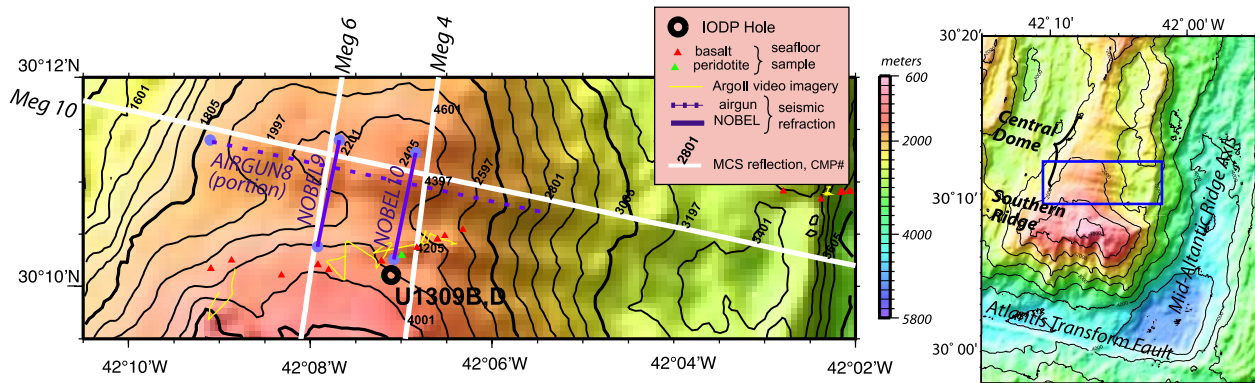 Meg 6
Meg 4
Meg 10
30°12'N
30°10'N
42°10'W
42°08'W
42°06'W
42°04'W
42°02'W
1601
1805
1997
2201
2405
2597
2801
3005
3197
3401
3605
4601
4397
4205
4001
AIRGUN8
(portion)
NOBEL9
NOBEL10
U1309B,D
IODP Hole
basalt
peridotite
seafloor
sample
ArgoII video imagery
airgun
NOBEL
seismic
refraction
2801
MCS reflection, CMP#
meters
600
2000
4000
5800
42°10'
42°00'W
30°20'
30°10'
30°00'
Central
Dome
Southern
Ridge
Mid-Altantic Ridge Axis
Atlantis Transform Fault